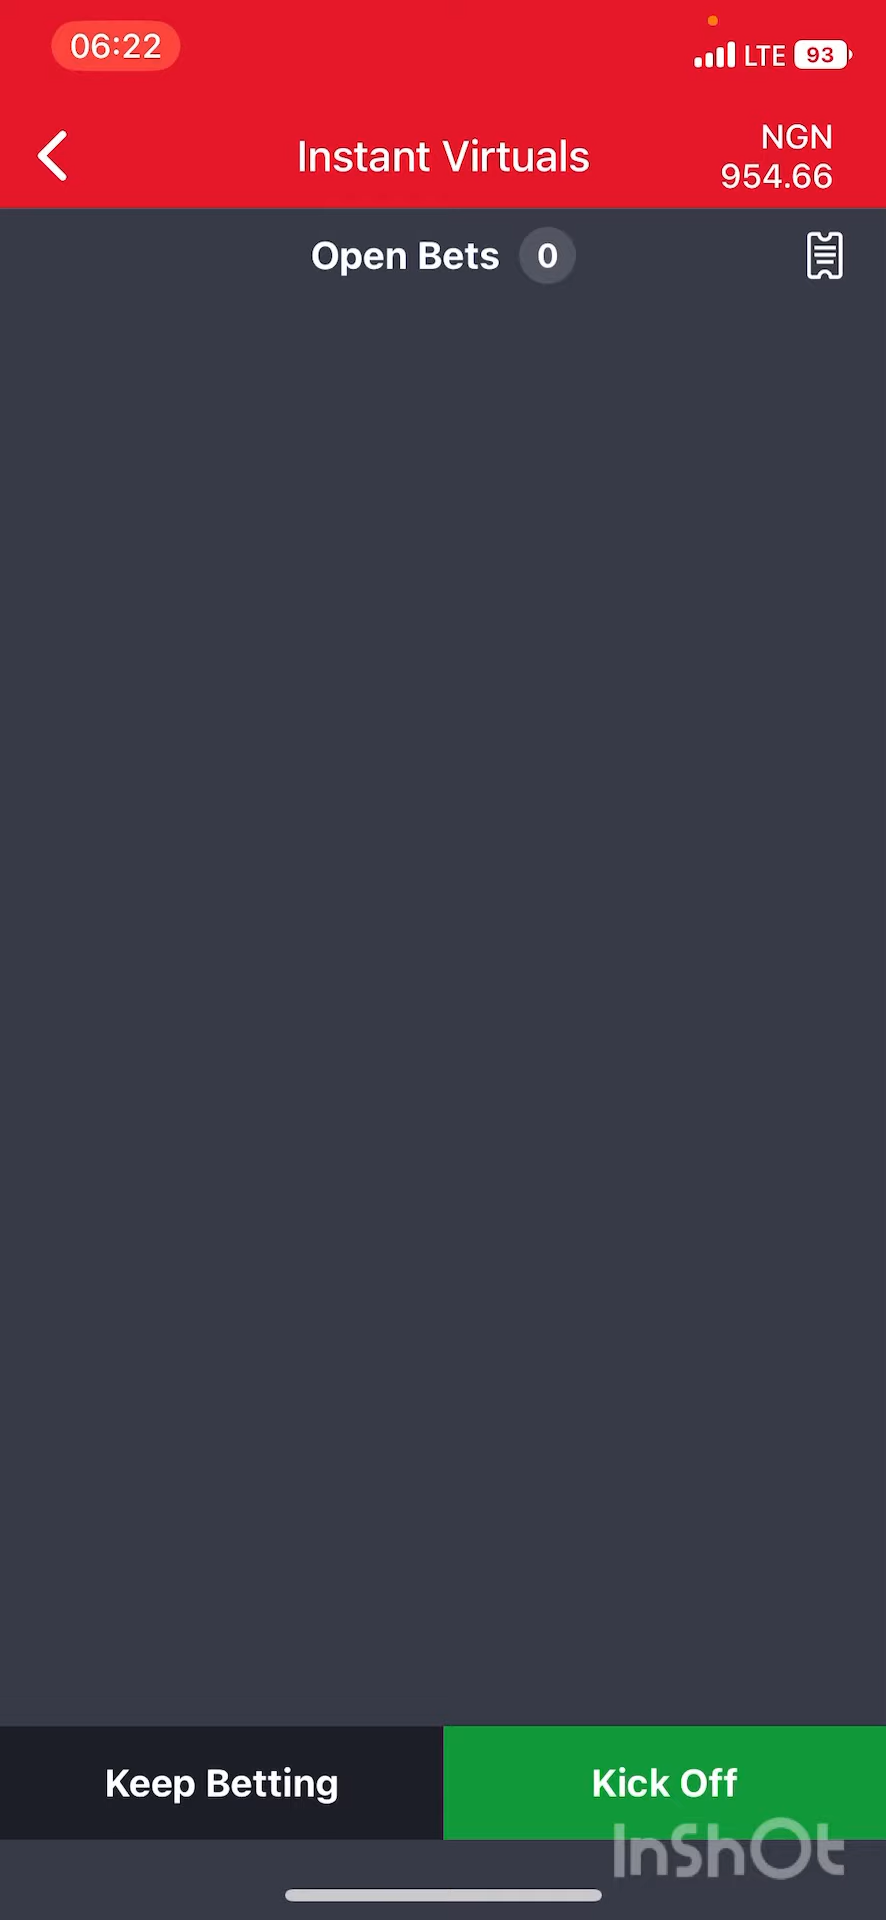 06:22
LTE 93
Instant Virtuals
NGN
954.66
Open Bets 0
Keep Betting
Kick Off
InShOt